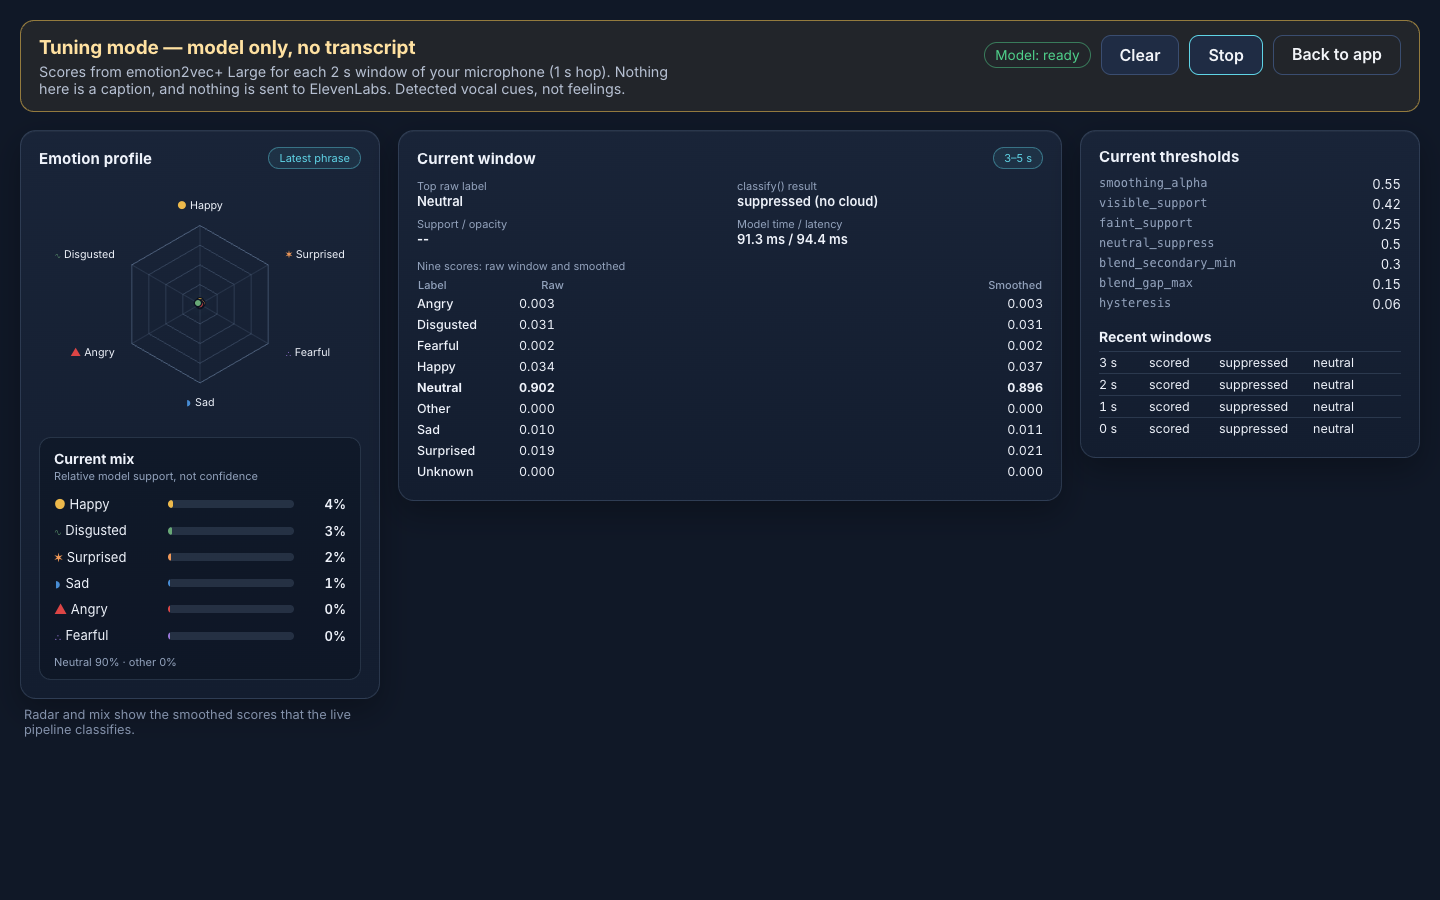 Tuning mode — model only, no transcript
Scores from emotion2vec+ Large for each 2 s window of your microphone (1 s hop). Nothing
here is a caption, and nothing is sent to ElevenLabs. Detected vocal cues, not feelings.
Model: ready
Clear
Stop
Back to app
Emotion profile
Latest phrase
Happy
Disgusted
Surprised
Angry
Fearful
Sad
Current mix
Relative model support, not confidence
Happy 4%
Disgusted 3%
Surprised 2%
Sad 1%
Angry 0%
Fearful 0%
Neutral 90% · other 0%
Radar and mix show the smoothed scores that the live
pipeline classifies.
Current window
3–5 s
Top raw label
Neutral
classify() result
suppressed (no cloud)
Support / opacity
--
Model time / latency
91.3 ms / 94.4 ms
Nine scores: raw window and smoothed
Label Raw Smoothed
Angry 0.003 0.003
Disgusted 0.031 0.031
Fearful 0.002 0.002
Happy 0.034 0.037
Neutral 0.902 0.896
Other 0.000 0.000
Sad 0.010 0.011
Surprised 0.019 0.021
Unknown 0.000 0.000
Current thresholds
smoothing_alpha 0.55
visible_support 0.42
faint_support 0.25
neutral_suppress 0.5
blend_secondary_min 0.3
blend_gap_max 0.15
hysteresis 0.06
Recent windows
3 s scored suppressed neutral
2 s scored suppressed neutral
1 s scored suppressed neutral
0 s scored suppressed neutral